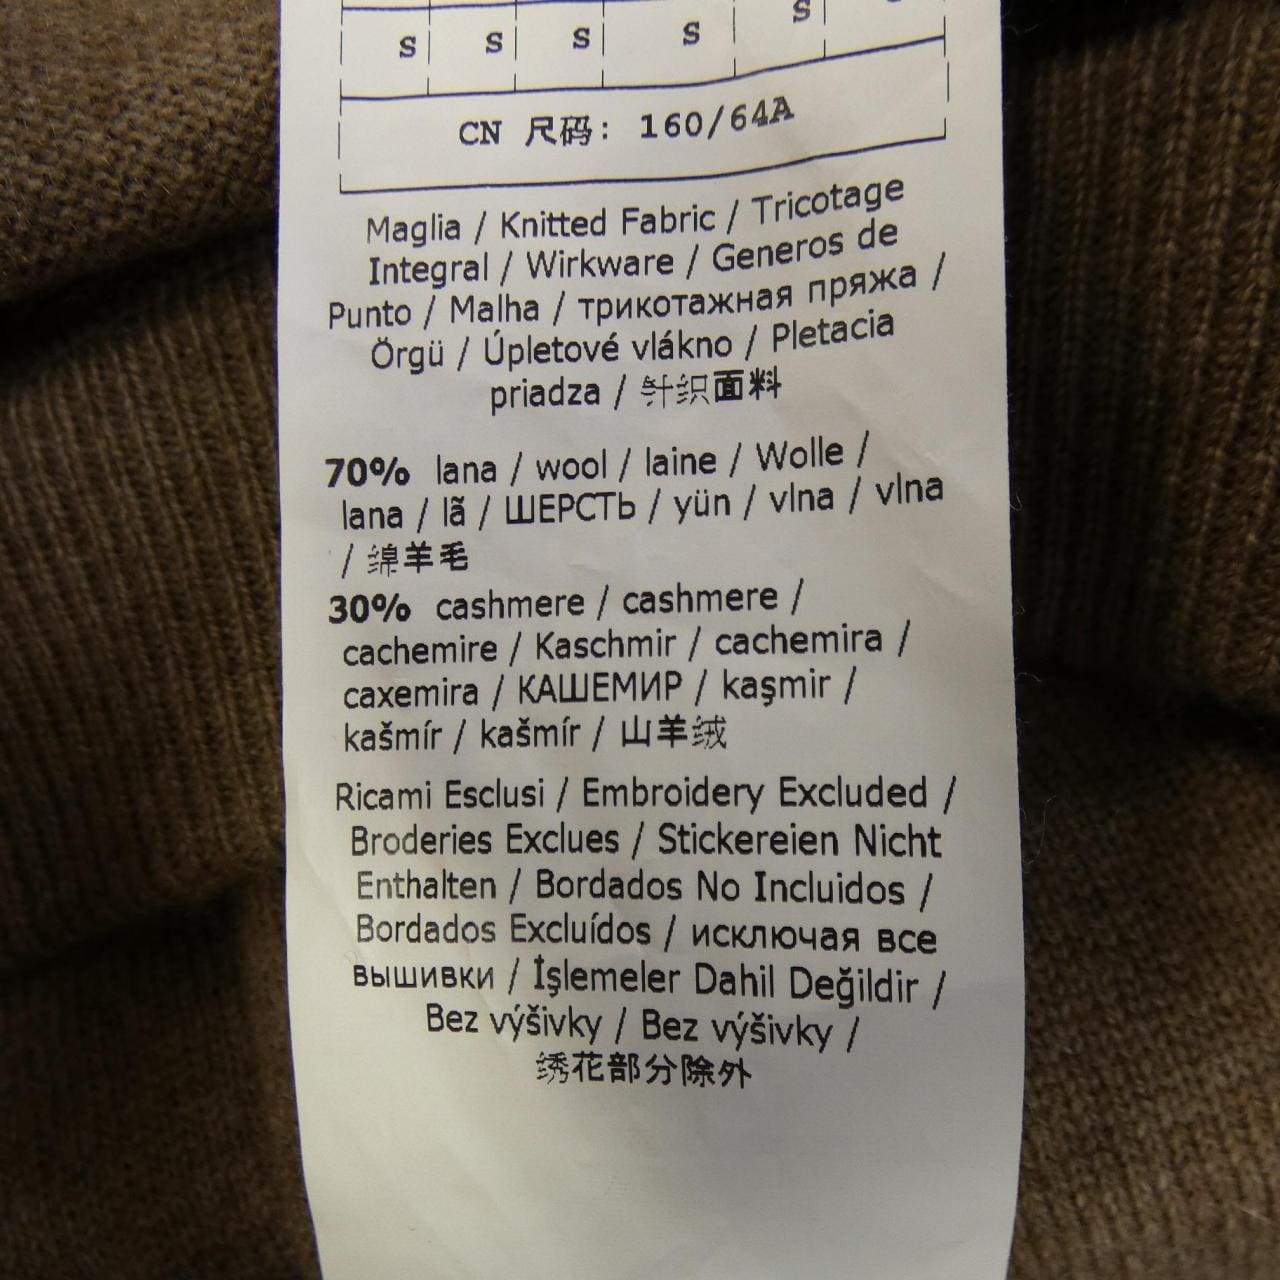 S S S S S
CN 尺码: 160/64A
Maglia / Knitted Fabric / Tricotage
Integral / Wirkware / Generos de
Punto / Malha / трикотажная пряжа /
Örgü / Úpletové vlákno / Pletacia
priadza / 针织面料
70% lana / wool / laine / Wolle /
lana / lã / ШЕРСТЬ / yün / vlna / vlna
/ 绵羊毛
30% cashmere / cashmere /
cachemire / Kaschmir / cachemira /
caxemira / КАШЕМИР / kaşmir /
kašmír / kašmír / 山羊绒
Ricami Esclusi / Embroidery Excluded /
Broderies Exclues / Stickereien Nicht
Enthalten / Bordados No Incluidos /
Bordados Excluídos / исключая все
вышивки / İşlemeler Dahil Değildir /
Bez výšivky / Bez výšivky /
绣花部分除外